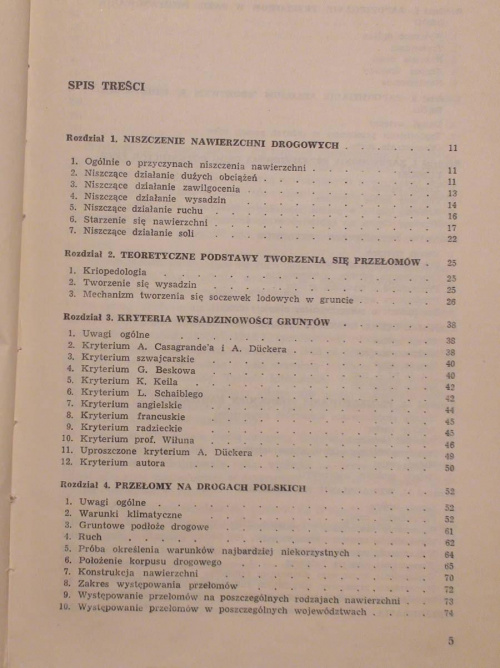 SPIS TREŚCI
Rozdział 1. NISZCZENIE NAWIERZCHNI DROGOWYCH . . . . . . 11
1. Ogólnie o przyczynach niszczenia nawierzchni . . . . . . . 11
2. Niszczące działanie dużych obciążeń . . . . . . . . 11
3. Niszczące działanie zawilgocenia . . . . . . . . 13
4. Niszczące działanie wysadzin . . . . . . . . 14
5. Niszczące działanie ruchu . . . . . . . . 16
6. Starzenie się nawierzchni . . . . . . . . 17
7. Niszczące działanie soli . . . . . . . . 22
Rozdział 2. TEORETYCZNE PODSTAWY TWORZENIA SIĘ PRZEŁOMÓW . 25
1. Kriopedologia . . . . . . . . 25
2. Tworzenie się wysadzin . . . . . . . . 25
3. Mechanizm tworzenia się soczewek lodowych w gruncie . . . . 26
Rozdział 3. KRYTERIA WYSADZINOWOŚCI GRUNTÓW . . . . . . 38
1. Uwagi ogólne . . . . . . . . 38
2. Kryterium A. Casagrande'a i A. Dückera . . . . . . . 38
3. Kryterium szwajcarskie . . . . . . . . 40
4. Kryterium G. Beskowa . . . . . . . . 40
5. Kryterium K. Keila . . . . . . . . 42
6. Kryterium L. Schaiblego . . . . . . . . 42
7. Kryterium angielskie . . . . . . . . 44
8. Kryterium francuskie . . . . . . . . 45
9. Kryterium radzieckie . . . . . . . . 45
10. Kryterium prof. Wiłuna . . . . . . . . 46
11. Uproszczone kryterium A. Dückera . . . . . . . . 49
12. Kryterium autora . . . . . . . . 50
Rozdział 4. PRZEŁOMY NA DROGACH POLSKICH . . . . . . 52
1. Uwagi ogólne . . . . . . . . 52
2. Warunki klimatyczne . . . . . . . . 52
3. Gruntowe podłoże drogowe . . . . . . . . 61
4. Ruch . . . . . . . . 62
5. Próba określenia warunków najbardziej niekorzystnych . . . . 64
6. Położenie korpusu drogowego . . . . . . . . 65
7. Konstrukcja nawierzchni . . . . . . . . 70
8. Zakres występowania przełomów . . . . . . . . 72
9. Występowanie przełomów na poszczególnych rodzajach nawierzchni . . 73
10. Występowanie przełomów w poszczególnych województwach . . . . 74
5